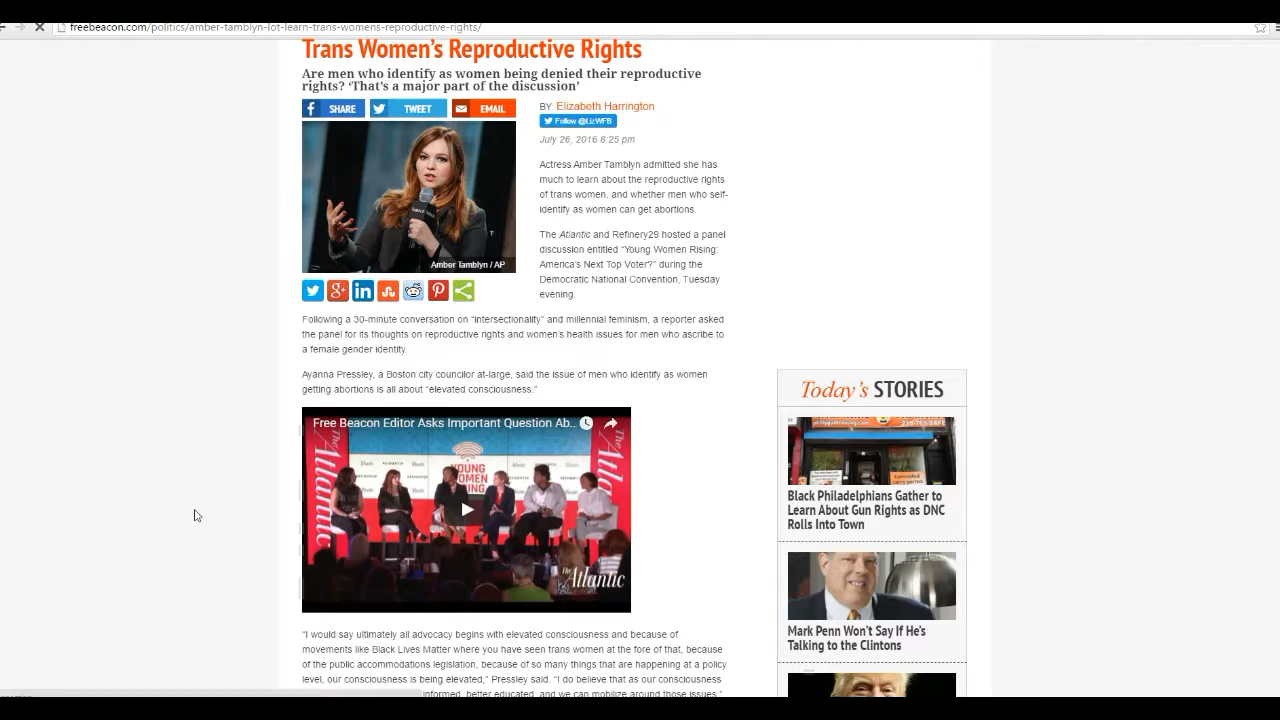 freebeacon.com/politics/amber-tamblyn-lot-learn-trans-womens-reproductive-rights/
Trans Women's Reproductive Rights
Are men who identify as women being denied their reproductive
rights? ‘That’s a major part of the discussion’
SHARE TWEET EMAIL
BY: Elizabeth Harrington
Follow @LizWFB
July 26, 2016 8:25 pm
Amber Tamblyn / AP
Actress Amber Tamblyn admitted she has
much to learn about the reproductive rights
of trans women, and whether men who self-
identify as women can get abortions.
The Atlantic and Refinery29 hosted a panel
discussion entitled “Young Women Rising:
America’s Next Top Voter?” during the
Democratic National Convention, Tuesday
evening.
Following a 30-minute conversation on “intersectionality” and millennial feminism, a reporter asked
the panel for its thoughts on reproductive rights and women’s health issues for men who ascribe to
a female gender identity.
Ayanna Pressley, a Boston city councilor at-large, said the issue of men who identify as women
getting abortions is all about “elevated consciousness.”
Free Beacon Editor Asks Important Question Ab...
The Atlantic
YOUNG
WOMEN
RISING
The
Atlantic
“I would say ultimately all advocacy begins with elevated consciousness and because of
movements like Black Lives Matter where you have seen trans women at the fore of that, because
of the public accommodations legislation, because of so many things that are happening at a policy
level, our consciousness is being elevated,” Pressley said. “I do believe that as our consciousness
informed, better educated, and we can mobilize around those issues.”
Today's STORIES
Black Philadelphians Gather to
Learn About Gun Rights as DNC
Rolls Into Town
Mark Penn Won’t Say If He’s
Talking to the Clintons